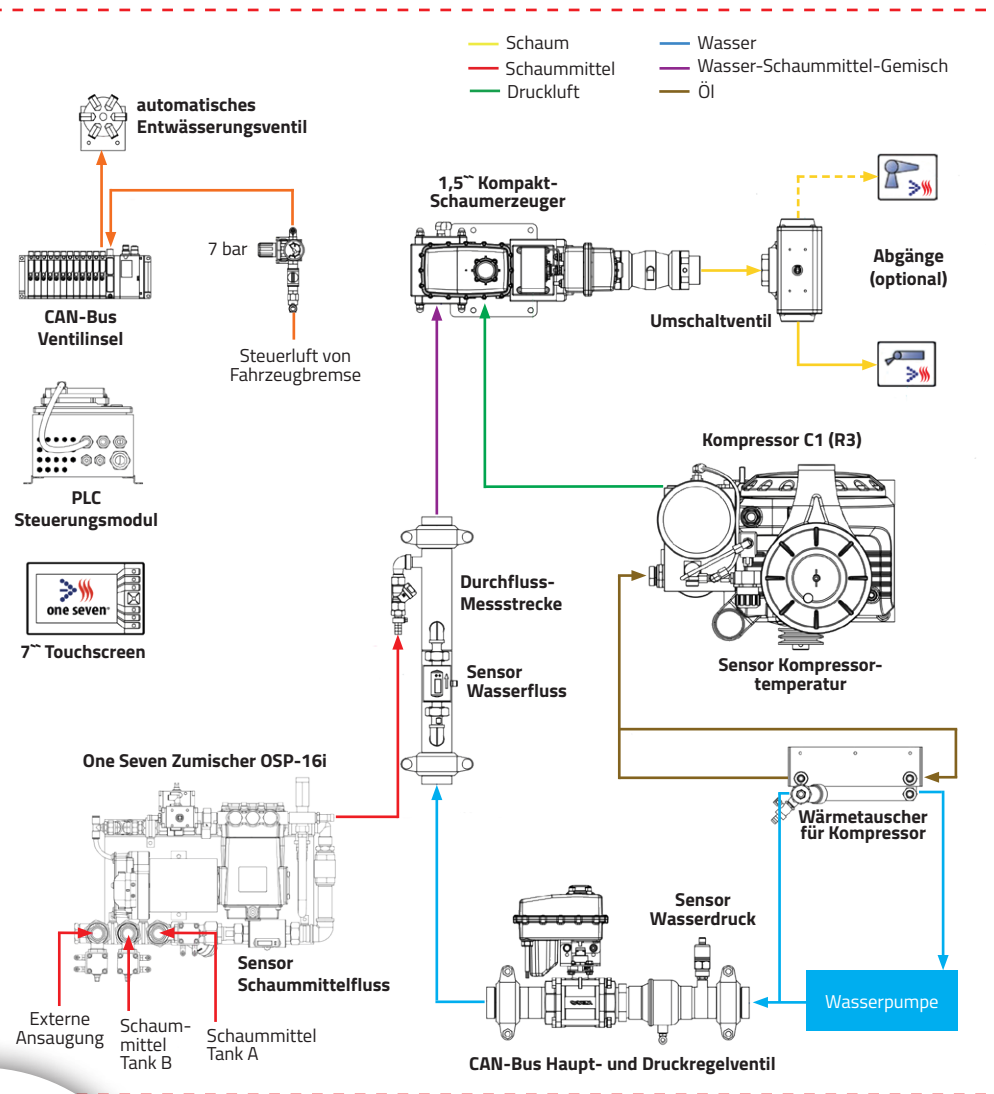 Schaum
Schaummittel
Druckluft
Wasser
Wasser-Schaummittel-Gemisch
Öl
automatisches
Entwässerungsventil
7 bar
CAN-Bus
Ventilinsel
Steuerluft von
Fahrzeugbremse
1,5˜ Kompakt-
Schaumerzeuger
Umschaltventil
Abgänge
(optional)
PLC
Steuerungsmodul
one seven®
7˜ Touchscreen
Kompressor C1 (R3)
Durchfluss-
Messstrecke
Sensor
Wasserfluss
Sensor Kompressor-
temperatur
One Seven Zumischer OSP-16i
Wärmetauscher
für Kompressor
Sensor
Wasserdruck
Sensor
Schaummittelfluss
Wasserpumpe
Externe
Ansaugung
Schaum-
mittel
Tank B
Schaummittel
Tank A
CAN-Bus Haupt- und Druckregelventil